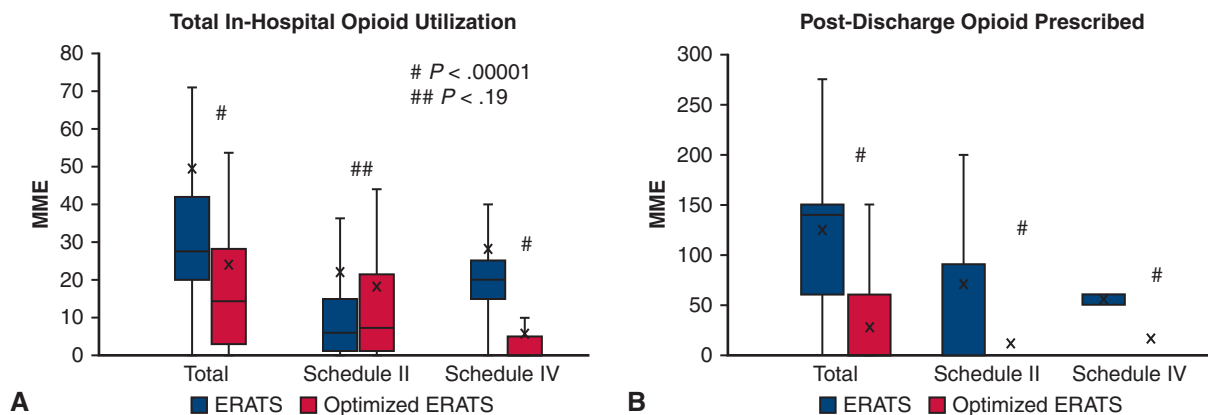 Total In-Hospital Opioid Utilization
80
70
60
50
40
30
20
10
0
MME
# P < .00001
## P < .19
#
##
#
Total Schedule II Schedule IV
A
ERATS Optimized ERATS
Post-Discharge Opioid Prescribed
300
250
200
150
100
50
0
MME
#
#
#
Total Schedule II Schedule IV
B
ERATS Optimized ERATS